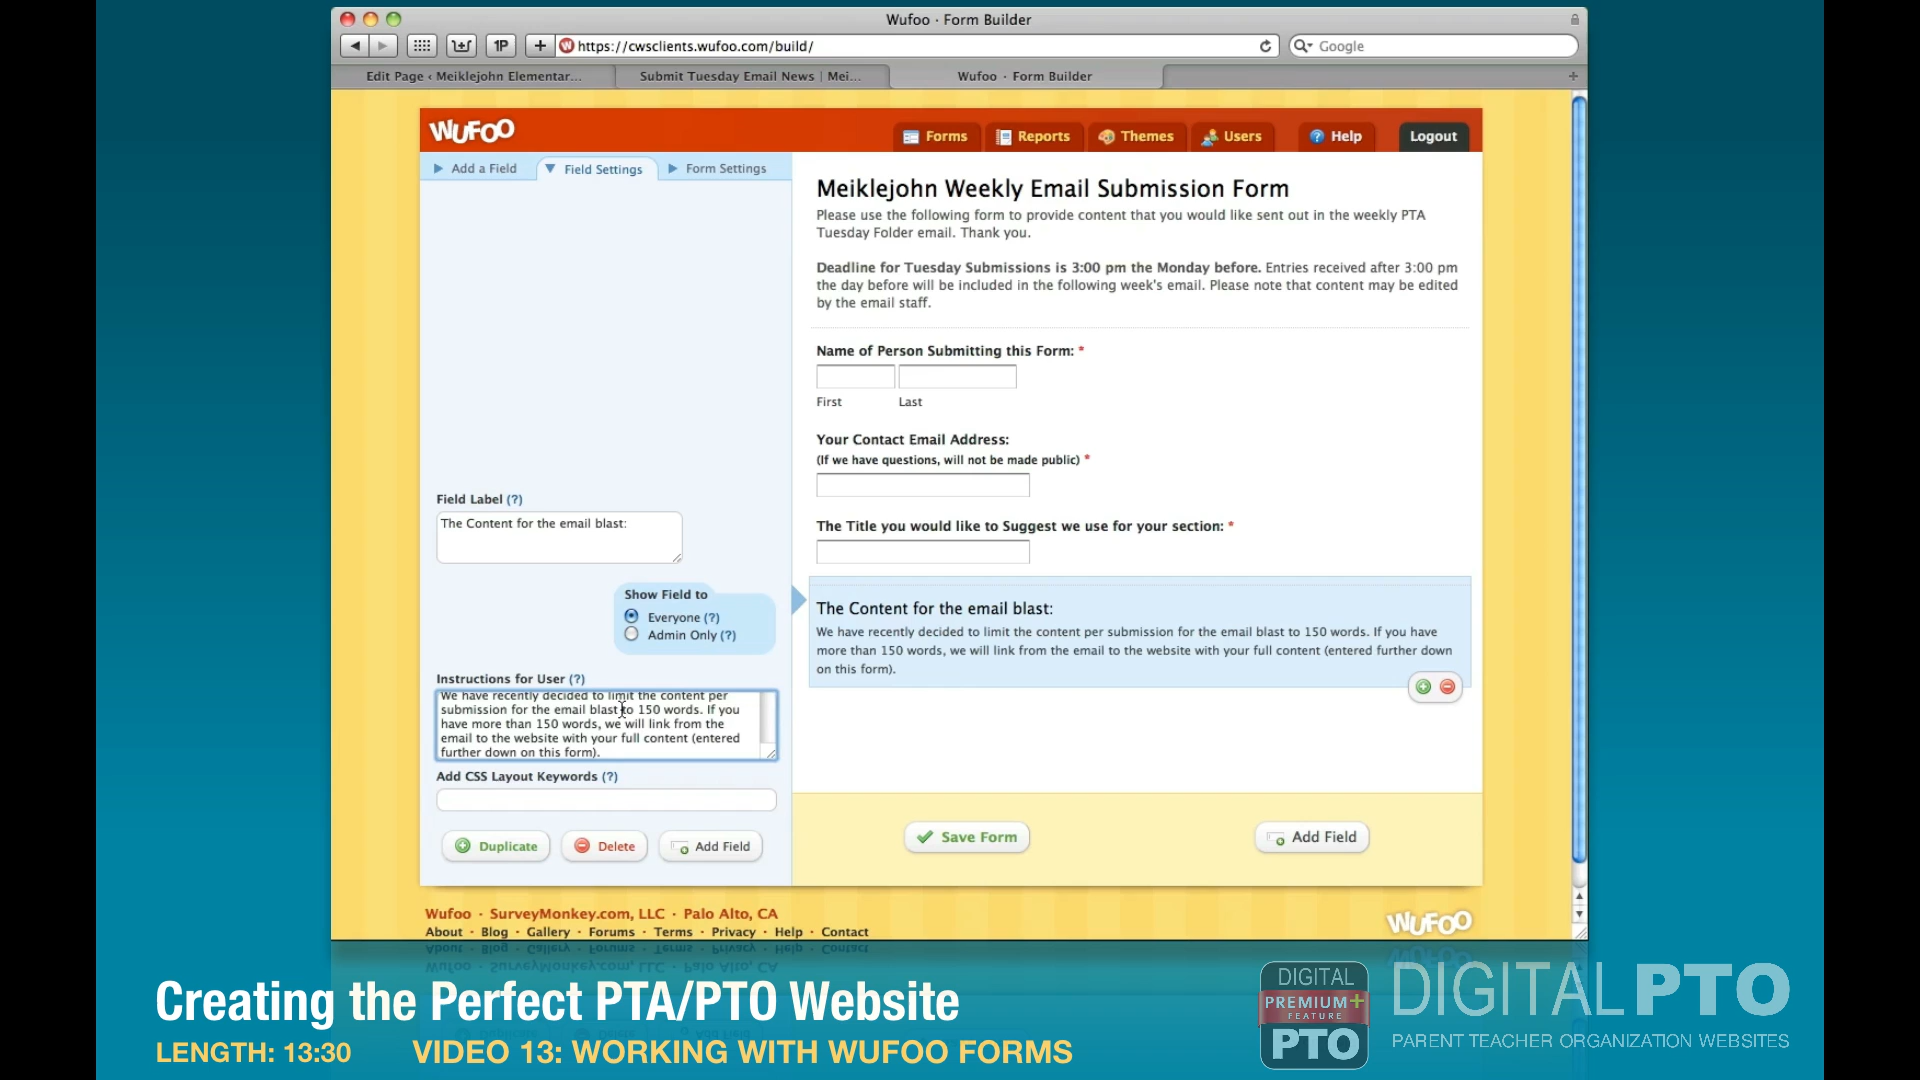 Wufoo · Form Builder
1P
+
https://cwsclients.wufoo.com/build/
Google
Edit Page ‹ Meiklejohn Elementar...
Submit Tuesday Email News | Mei...
Wufoo · Form Builder
+
WUFOO
Forms
Reports
Themes
Users
Help
Logout
Add a Field
Field Settings
Form Settings
Meiklejohn Weekly Email Submission Form
Please use the following form to provide content that you would like sent out in the weekly PTA
Tuesday Folder email. Thank you.
Deadline for Tuesday Submissions is 3:00 pm the Monday before. Entries received after 3:00 pm
the day before will be included in the following week's email. Please note that content may be edited
by the email staff.
Name of Person Submitting this Form: *
First
Last
Your Contact Email Address:
(If we have questions, will not be made public) *
The Title you would like to Suggest we use for your section: *
The Content for the email blast:
We have recently decided to limit the content per submission for the email blast to 150 words. If you have
more than 150 words, we will link from the email to the website with your full content (entered further down
on this form).
Field Label (?)
The Content for the email blast:
Show Field to
Everyone (?)
Admin Only (?)
Instructions for User (?)
We have recently decided to limit the content per
submission for the email blast to 150 words. If you
have more than 150 words, we will link from the
email to the website with your full content (entered
further down on this form).
Add CSS Layout Keywords (?)
Duplicate
Delete
Add Field
Save Form
Add Field
Wufoo · SurveyMonkey.com, LLC · Palo Alto, CA
About · Blog · Gallery · Forums · Terms · Privacy · Help · Contact
WUFOO
Creating the Perfect PTA/PTO Website
LENGTH: 13:30
VIDEO 13: WORKING WITH WUFOO FORMS
DIGITAL
PREMIUM+
FEATURE
PTO
DIGITALPTO
PARENT TEACHER ORGANIZATION WEBSITES